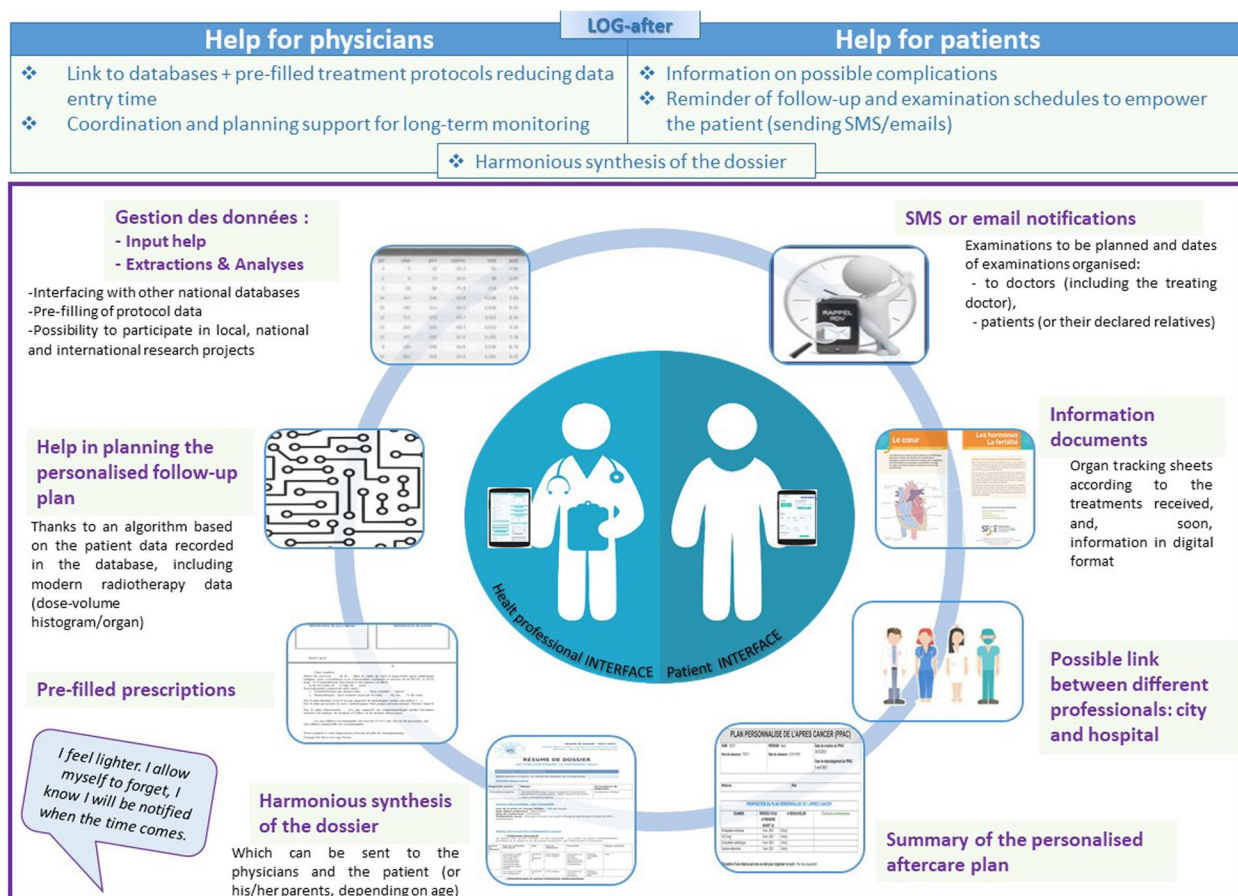 LOG-after
Help for physicians
Help for patients
❖ Link to databases + pre-filled treatment protocols reducing data
entry time
❖ Coordination and planning support for long-term monitoring
❖ Information on possible complications
❖ Reminder of follow-up and examination schedules to empower
the patient (sending SMS/emails)
❖ Harmonious synthesis of the dossier
Gestion des données :
- Input help
- Extractions & Analyses
-Interfacing with other national databases
-Pre-filling of protocol data
-Possibility to participate in local, national
and international research projects
SMS or email notifications
Examinations to be planned and dates
of examinations organised:
- to doctors (including the treating
doctor),
- patients (or their declared relatives)
RAPPEL
RDV
Help in planning the
personalised follow-up
plan
Thanks to an algorithm based
on the patient data recorded
in the database, including
modern radiotherapy data
(dose-volume
histogram/organ)
Information
documents
Organ tracking sheets
according to the
treatments received,
and, soon,
information in digital
format
Le cœur
Les hormones
La fertilité
Healt professional INTERFACE
Patient INTERFACE
Pre-filled prescriptions
Possible link
between different
professionals: city
and hospital
I feel lighter. I allow
myself to forget, I
know I will be notified
when the time comes.
Harmonious synthesis
of the dossier
Which can be sent to the
physicians and the patient (or
his/her parents, depending on age)
RESUME DE DOSSIER
PLAN PERSONNALISE DE L'APRES CANCER (PPAC)
PROPOSITION DU PLAN PERSONNALISE DE L'APRES CANCER
Summary of the personalised
aftercare plan